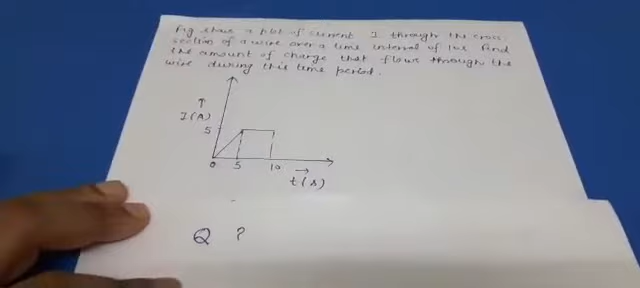 Fig show a plot of current I through the cross
section of a wire over a time interval of 10s Find
the amount of charge that flows through the
wire during this time period.
I (A)
5
0 5 10
t (s)
Q ?